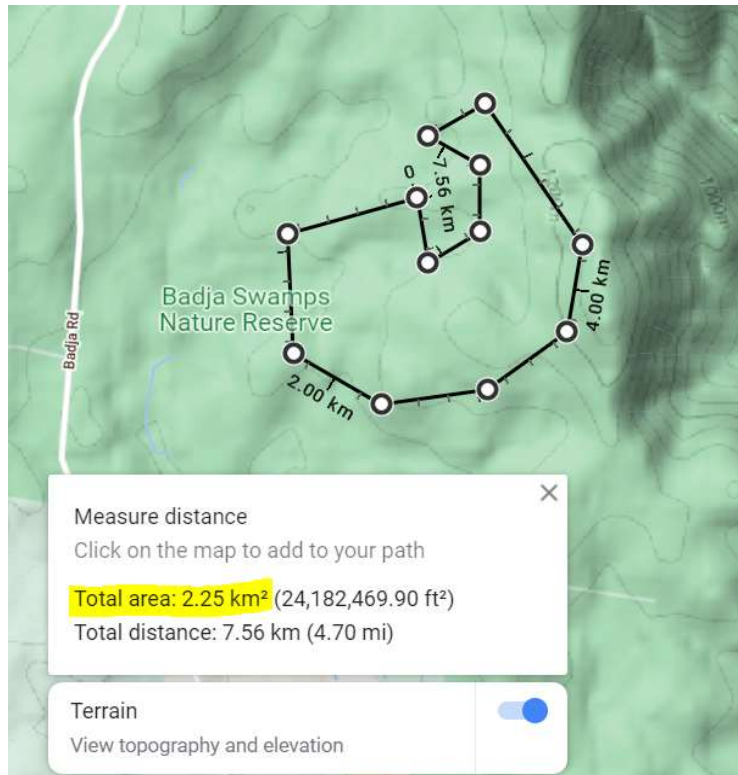 1200m
1000m
0
7.56 km
Badja Swamps
Nature Reserve
4.00 km
Badja Rd
2.00 km
Measure distance
Click on the map to add to your path
Total area: 2.25 km² (24,182,469.90 ft²)
Total distance: 7.56 km (4.70 mi)
Terrain
View topography and elevation